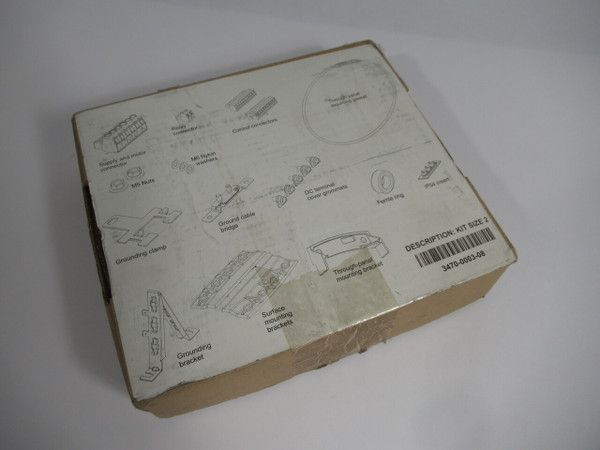 Supply and motor
connector
Relay
connector
Control connectors
Through-panel
mounting gasket
M5 Nuts
M6 Nylon
washers
Grounding clamp
Ground cable
bridge
DC terminal
cover grommets
Ferrite ring
IP54 insert
Grounding
bracket
Surface
mounting
brackets
Through-panel
mounting bracket
DESCRIPTION: KIT SIZE 2
3470-0003-08